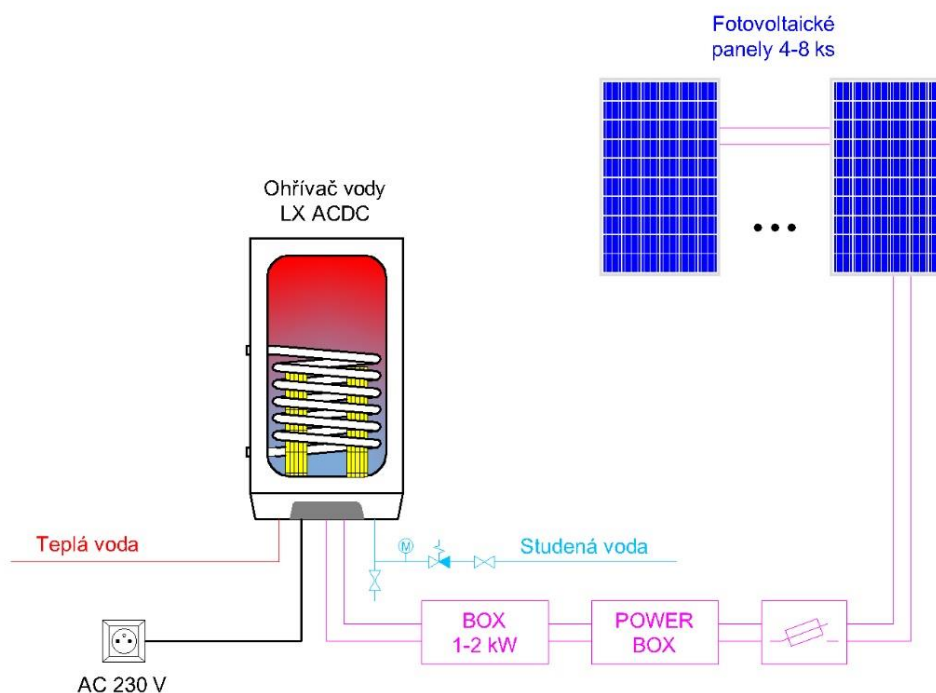 Fotovoltaické
panely 4-8 ks
Ohřívač vody
LX ACDC
Teplá voda
M
Studená voda
BOX
1-2 kW
POWER
BOX
AC 230 V